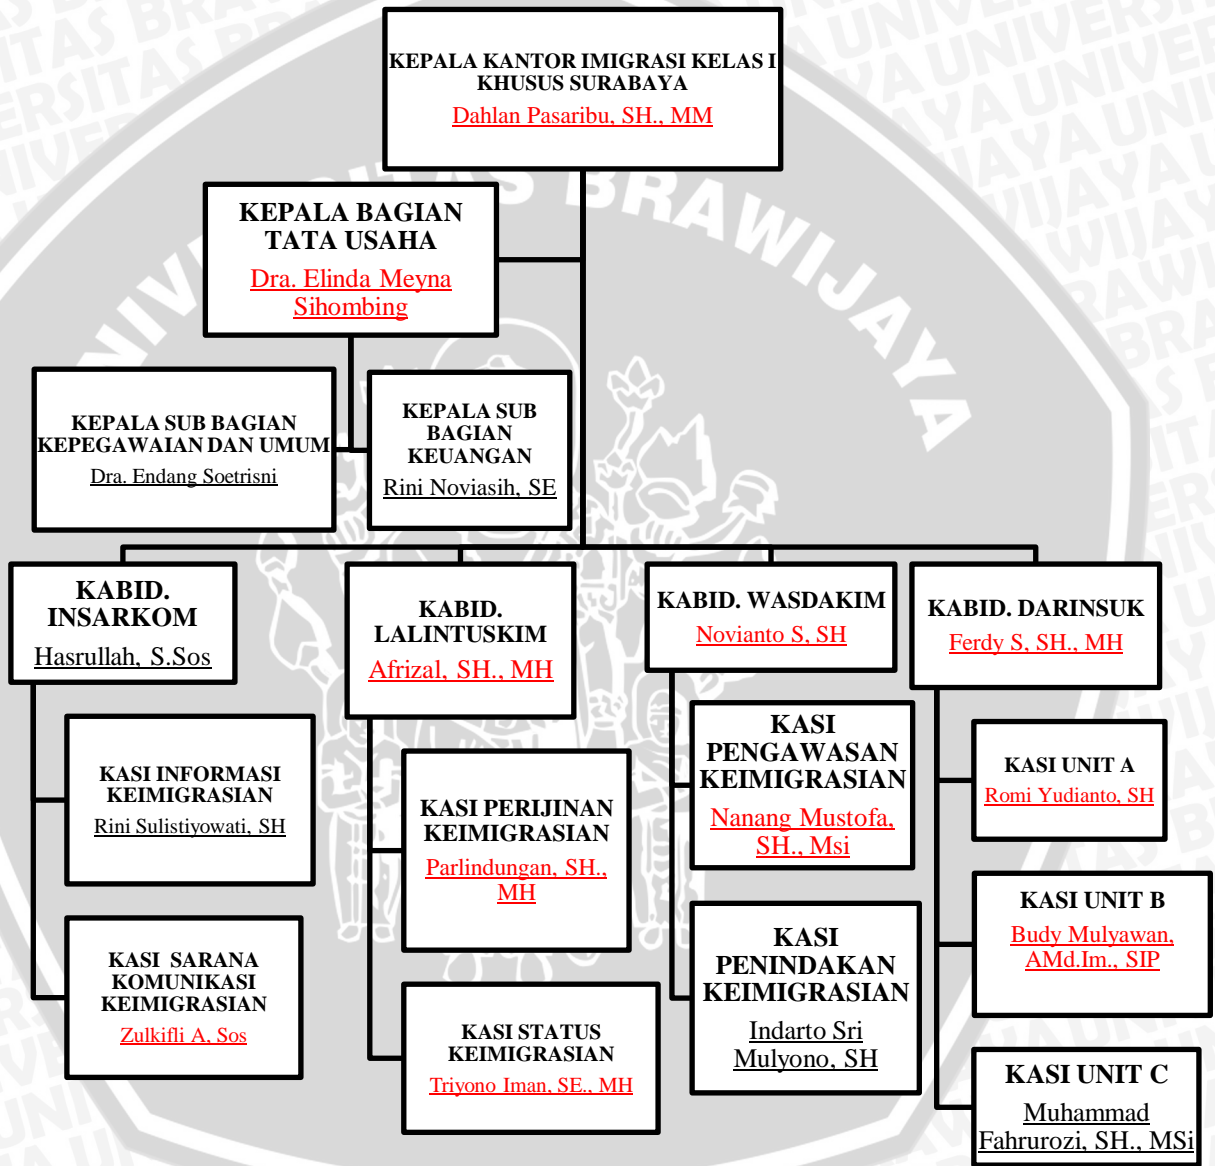 KEPALA KANTOR IMIGRASI KELAS I
KHUSUS SURABAYA
Dahlan Pasaribu, SH., MM
KEPALA BAGIAN
TATA USAHA
Dra. Elinda Meyna
Sihombing
KEPALA SUB BAGIAN
KEPEGAWAIAN DAN UMUM
Dra. Endang Soetrisni
KEPALA SUB
BAGIAN
KEUANGAN
Rini Noviasih, SE
KABID.
INSARKOM
Hasrullah, S.Sos
KABID.
LALINTUSKIM
Afrizal, SH., MH
KABID. WASDAKIM
Novianto S, SH
KABID. DARINSUK
Ferdy S, SH., MH
KASI INFORMASI
KEIMIGRASIAN
Rini Sulistiyowati, SH
KASI SARANA
KOMUNIKASI
KEIMIGRASIAN
Zulkifli A, Sos
KASI PERIJINAN
KEIMIGRASIAN
Parlindungan, SH.,
MH
KASI STATUS
KEIMIGRASIAN
Triyono Iman, SE., MH
KASI
PENGAWASAN
KEIMIGRASIAN
Nanang Mustofa,
SH., Msi
KASI
PENINDAKAN
KEIMIGRASIAN
Indarto Sri
Mulyono, SH
KASI UNIT A
Romi Yudianto, SH
KASI UNIT B
Budy Mulyawan,
AMd.Im., SIP
KASI UNIT C
Muhammad
Fahrurozi, SH., MSi